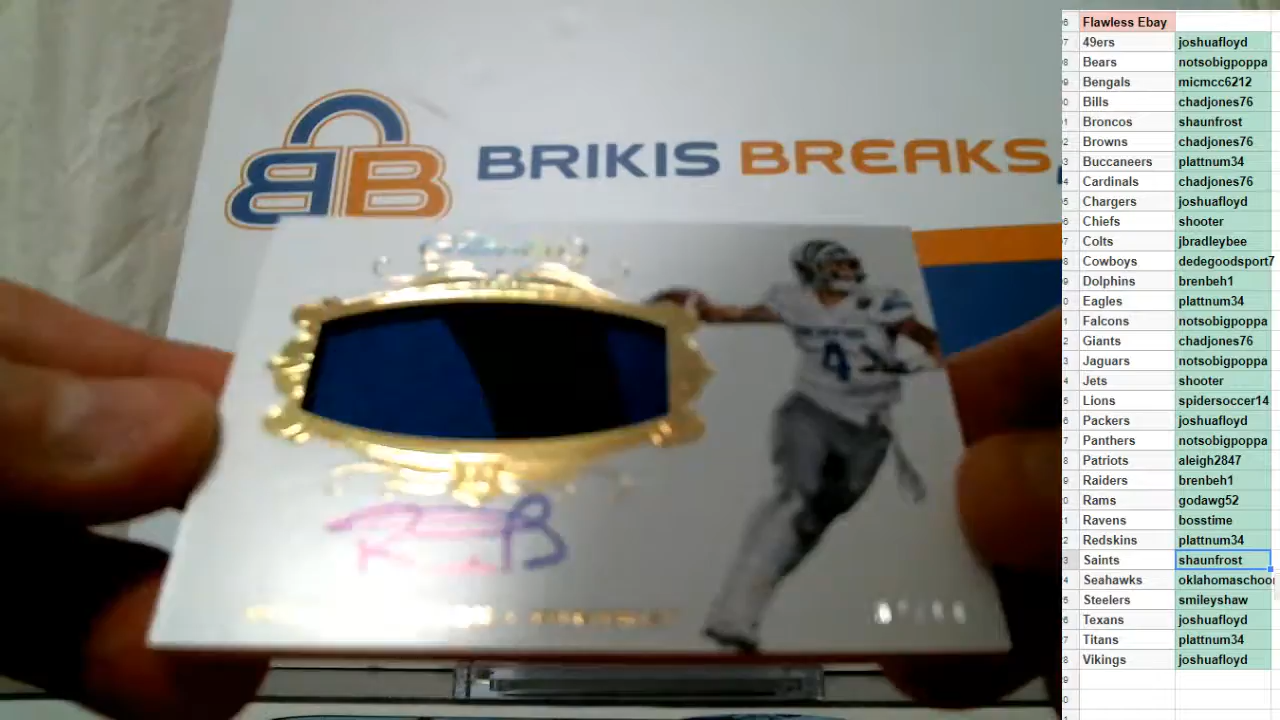 BB BRIKIS BREAKS
4
Flawless Ebay
49ers joshuafloyd
Bears notsobigpoppa
Bengals micmcc6212
Bills chadjones76
Broncos shaunfrost
Browns chadjones76
Buccaneers plattnum34
Cardinals chadjones76
Chargers joshuafloyd
Chiefs shooter
Colts jbradleybee
Cowboys dedegoodsport7
Dolphins brenbeh1
Eagles plattnum34
Falcons notsobigpoppa
Giants chadjones76
Jaguars notsobigpoppa
Jets shooter
Lions spidersoccer14
Packers joshuafloyd
Panthers notsobigpoppa
Patriots aleigh2847
Raiders brenbeh1
Rams godawg52
Ravens bosstime
Redskins plattnum34
Saints shaunfrost
Seahawks oklahomaschoo
Steelers smileyshaw
Texans joshuafloyd
Titans plattnum34
Vikings joshuafloyd